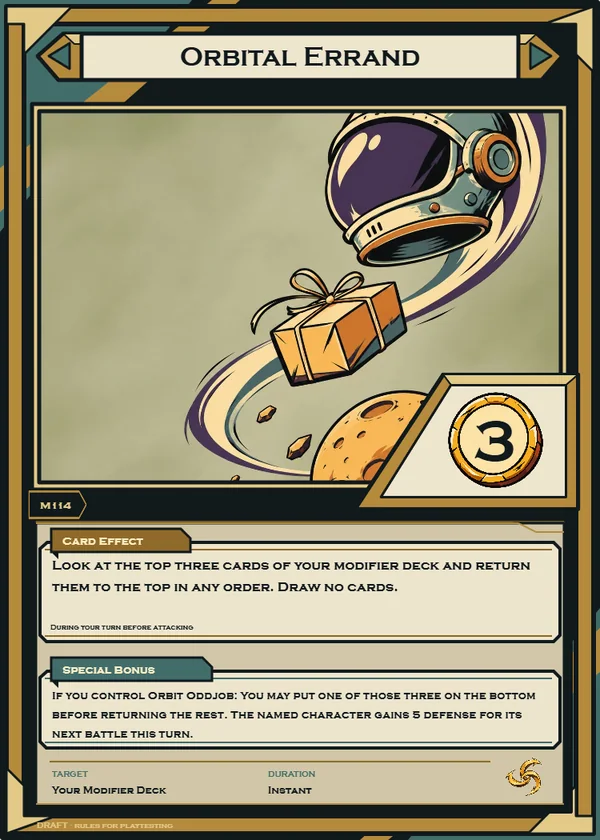 Orbital Errand
3
M114
Card Effect
Look at the top three cards of your modifier deck and return
them to the top in any order. Draw no cards.
During your turn before attacking
Special Bonus
If you control Orbit Oddjob: You may put one of those three on the bottom
before returning the rest. The named character gains 5 defense for its
next battle this turn.
Target
Duration
Your Modifier Deck
Instant
DRAFT · Rules for playtesting